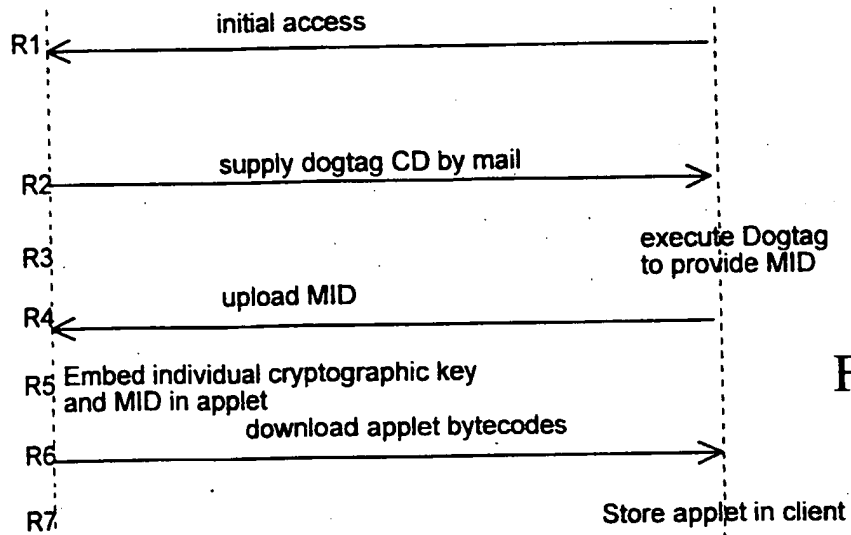 initial access
R1
supply dogtag CD by mail
R2
execute Dogtag
to provide MID
R3
upload MID
R4
R5 Embed individual cryptographic key
and MID in applet
download applet bytecodes
R6
Store applet in client
R7